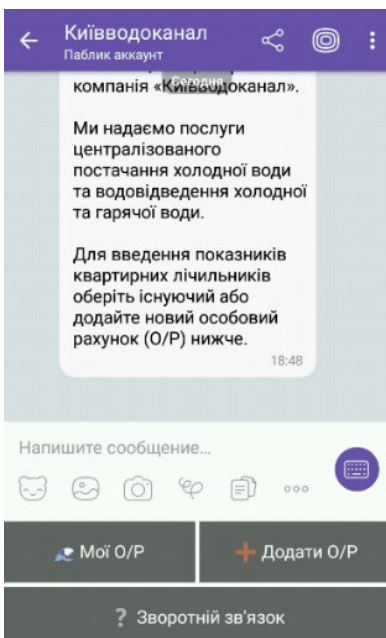 Київводоканал
Паблик аккаунт
Сегодня
компанія «Київводоканал».
Ми надаємо послуги
централізованого
постачання холодної води
та водовідведення холодної
та гарячої води.
Для введення показників
квартирних лічильників
оберіть існуючий або
додайте новий особовий
рахунок (О/Р) нижче.
18:48
Напишите сообщение...
Мої О/Р
Додати О/Р
? Зворотній зв'язок